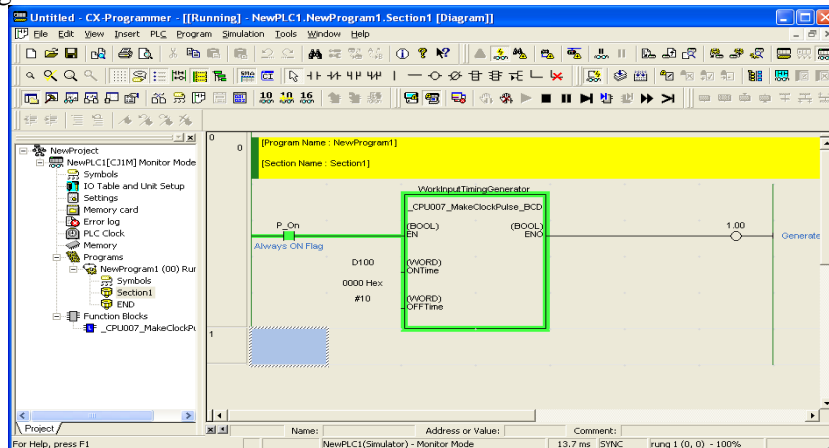 Untitled - CX-Programmer - [[Running] - NewPLC1.NewProgram1.Section1 [Diagram]]
File Edit View Insert PLC Program Simulation Tools Window Help
10 10 16
NewProject
NewPLC1[CJ1M] Monitor Mode
Symbols
IO Table and Unit Setup
Settings
Memory card
Error log
PLC Clock
Memory
Programs
NewProgram1 (00) Rur
Symbols
Section1
END
Function Blocks
_CPU007_MakeClockPu
Project
0
0
[Program Name : NewProgram1]
[Section Name : Section1]
WorkInputTimingGenerator
_CPU007_MakeClockPulse_BCD
P_On
(BOOL)
EN
(BOOL)
ENO
1.00
Generate
Always ON Flag
D100
(WORD)
ONTime
0000 Hex
#10
(WORD)
OFFTime
1
Name:
Address or Value:
Comment:
For Help, press F1
NewPLC1(Simulator) - Monitor Mode
13.7 ms
SYNC
rung 1 (0, 0) - 100%